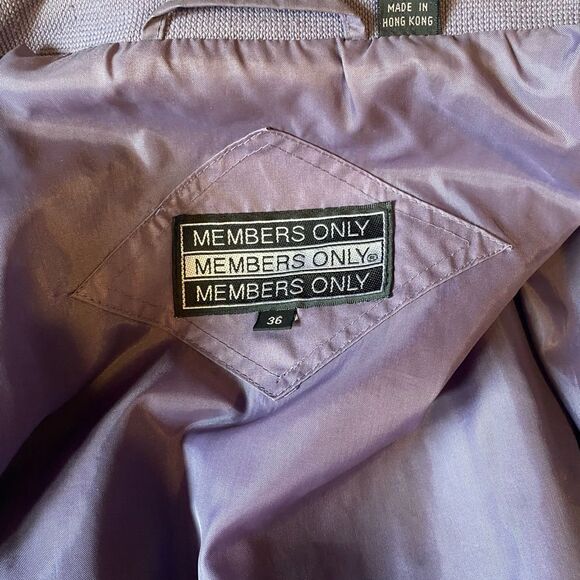 MADE IN
HONG KONG
MEMBERS ONLY
MEMBERS ONLY®
MEMBERS ONLY
36